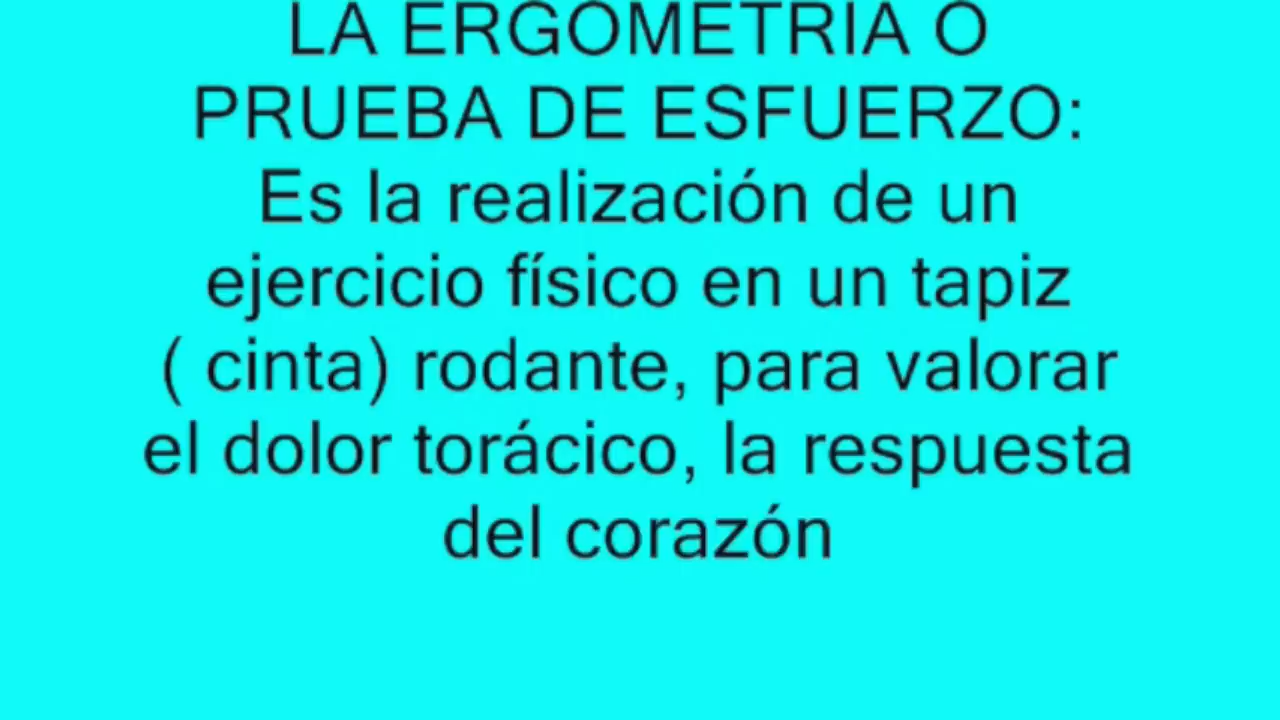 LA ERGOMETRIA O
PRUEBA DE ESFUERZO:
Es la realización de un
ejercicio físico en un tapiz
( cinta) rodante, para valorar
el dolor torácico, la respuesta
del corazón